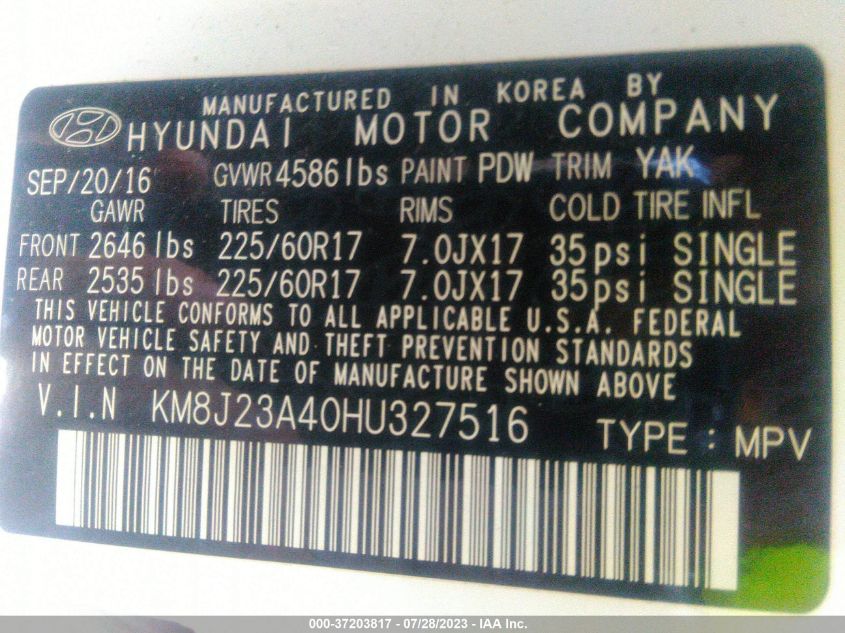 MANUFACTURED IN KOREA BY
HYUNDAI MOTOR COMPANY
SEP/20/16 GVWR 4586 lbs PAINT PDW TRIM YAK
GAWR TIRES RIMS COLD TIRE INFL
FRONT 2646 lbs 225/60R17 7.0JX17 35psi SINGLE
REAR 2535 lbs 225/60R17 7.0JX17 35psi SINGLE
THIS VEHICLE CONFORMS TO ALL APPLICABLE U.S.A. FEDERAL
MOTOR VEHICLE SAFETY AND THEFT PREVENTION STANDARDS
IN EFFECT ON THE DATE OF MANUFACTURE SHOWN ABOVE
V.I.N KM8J23A40HU327516 TYPE : MPV
000-37203817 - 07/28/2023 - IAA Inc.